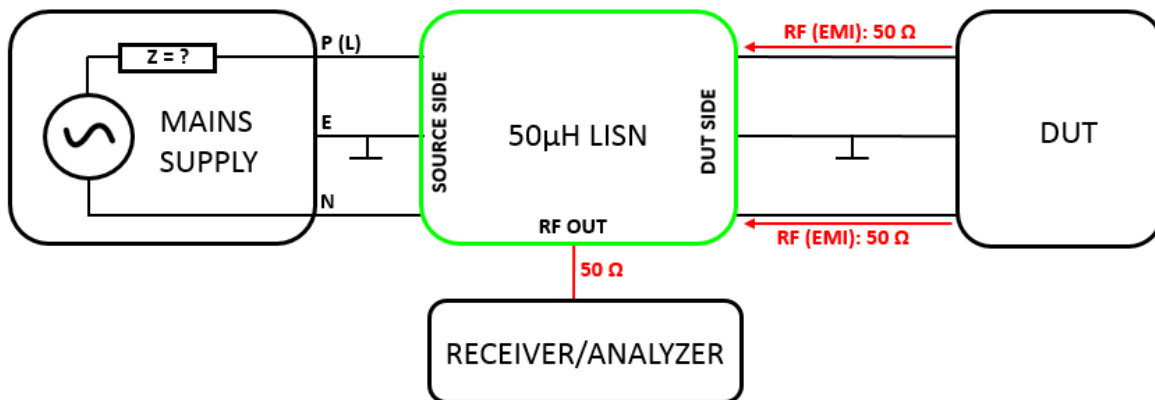 Z = ?
P (L)
MAINS
SUPPLY
E
N
SOURCE SIDE
50µH LISN
DUT SIDE
RF OUT
50 Ω
RECEIVER/ANALYZER
RF (EMI): 50 Ω
RF (EMI): 50 Ω
DUT